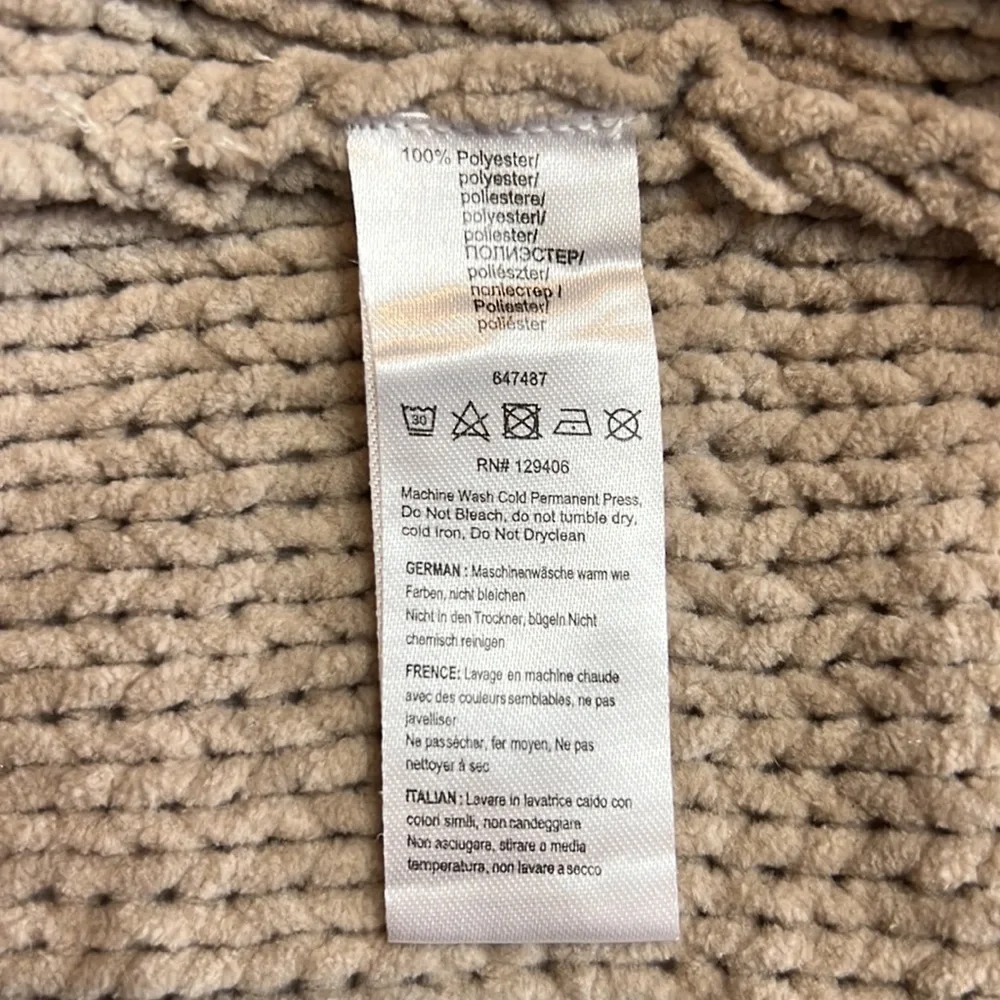 100% Polyester/
polyester/
poliestere/
polyesterl/
poliester/
ПОПИЭСТЕР/
poliészter/
nanlестер /
Poliester/
poliéster
647487
30
RN# 129406
Machine Wash Cold Permanent Press,
Do Not Bleach, do not tumble dry,
cold iron, Do Not Dryclean
GERMAN : Maschinenwäsche warm wie
Farben, nicht bleichen
Nicht in den Trockner, bügeln Nicht
chemisch reinigen
FRENCE: Lavage en machine chaude
avec des couleurs semblables, ne pas
javelliser
Ne pas sécher, fer moyen, Ne pas
nettoyer à sec
ITALIAN : Lavare in lavatrice caldo con
colori simili, non candeggiare
Non asciugare, stirare a media
temperatura, non lavare a secco